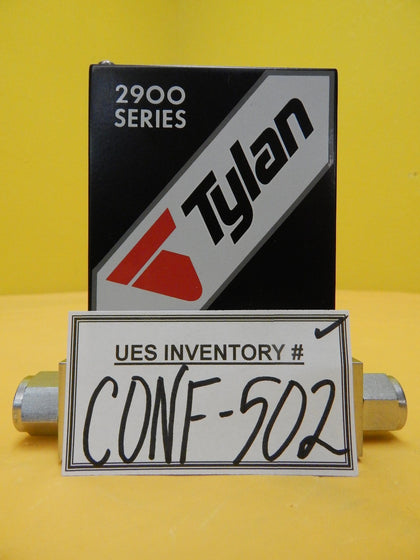 2900
SERIES
Tylan
UES INVENTORY #
CONF-502